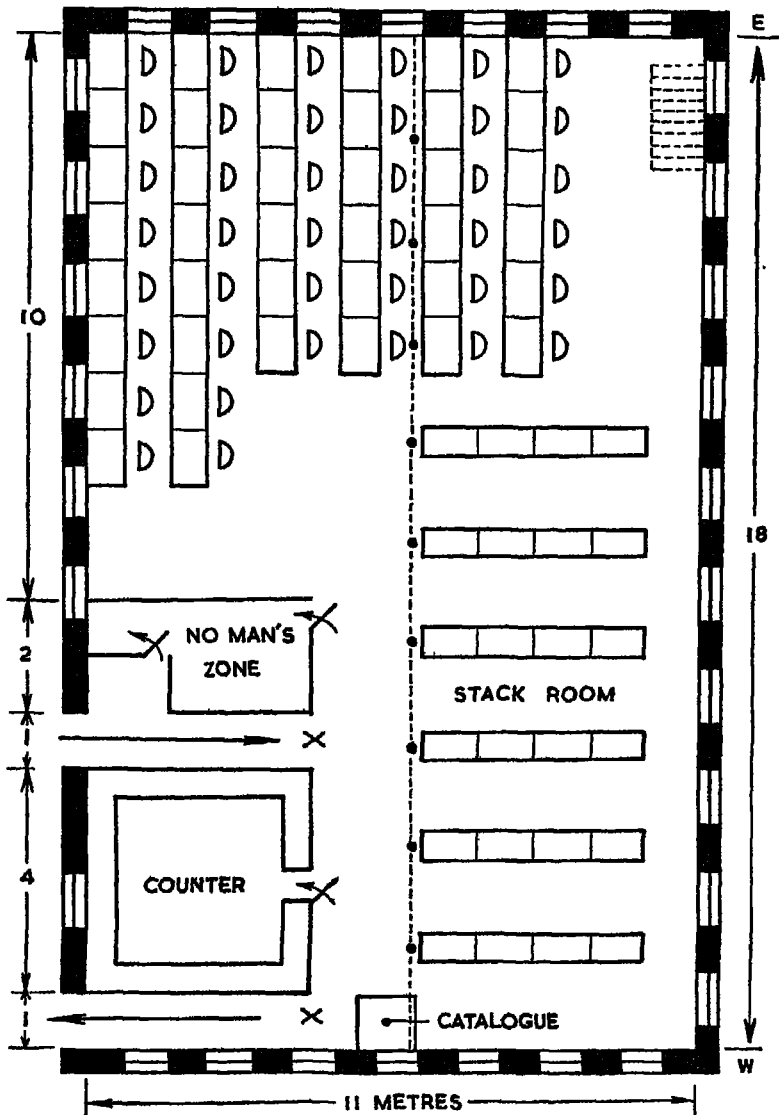 E
10
18
NO MAN'S
ZONE
2
STACK ROOM
1
4
COUNTER
1
CATALOGUE
W
11 METRES